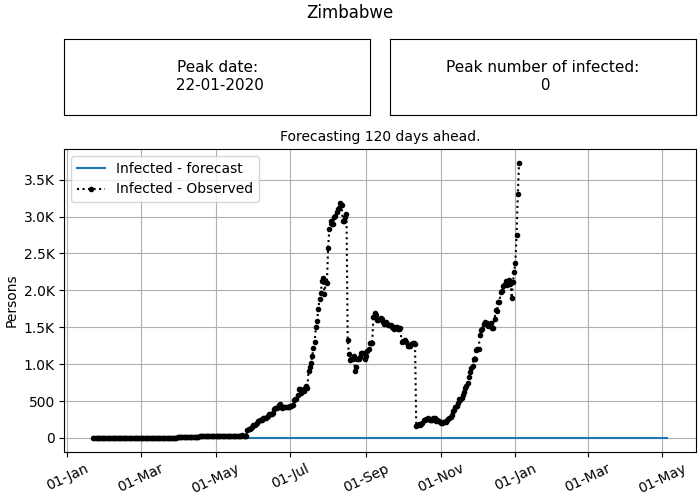 Zimbabwe
Peak date:
22-01-2020
Peak number of infected:
0
Forecasting 120 days ahead.
Infected - forecast
Infected - Observed
Persons
3.5K
3.0K
2.5K
2.0K
1.5K
1.0K
500
0
01-Jan
01-Mar
01-May
01-Jul
01-Sep
01-Nov
01-Jan
01-Mar
01-May